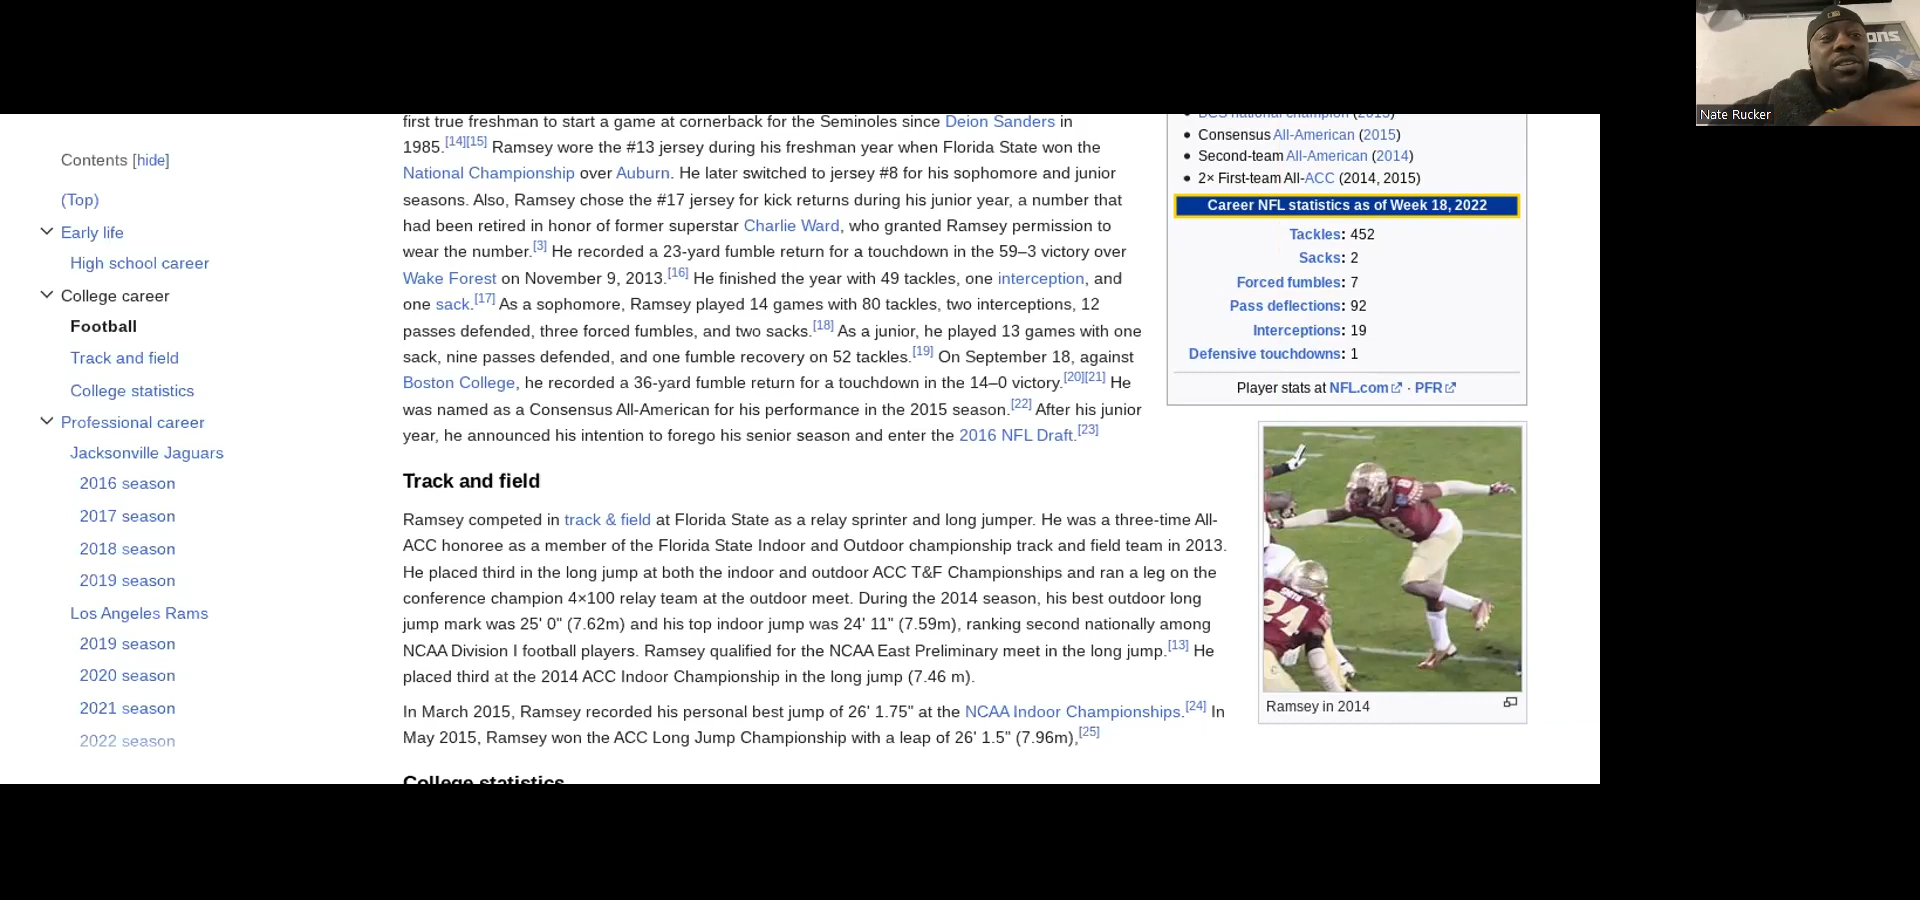 Nate Rucker
ons
Contents [hide]
(Top)
Early life
High school career
College career
Football
Track and field
College statistics
Professional career
Jacksonville Jaguars
2016 season
2017 season
2018 season
2019 season
Los Angeles Rams
2019 season
2020 season
2021 season
2022 season
first true freshman to start a game at cornerback for the Seminoles since Deion Sanders in
1985.[14][15] Ramsey wore the #13 jersey during his freshman year when Florida State won the
National Championship over Auburn. He later switched to jersey #8 for his sophomore and junior
seasons. Also, Ramsey chose the #17 jersey for kick returns during his junior year, a number that
had been retired in honor of former superstar Charlie Ward, who granted Ramsey permission to
wear the number.[3] He recorded a 23-yard fumble return for a touchdown in the 59–3 victory over
Wake Forest on November 9, 2013.[16] He finished the year with 49 tackles, one interception, and
one sack.[17] As a sophomore, Ramsey played 14 games with 80 tackles, two interceptions, 12
passes defended, three forced fumbles, and two sacks.[18] As a junior, he played 13 games with one
sack, nine passes defended, and one fumble recovery on 52 tackles.[19] On September 18, against
Boston College, he recorded a 36-yard fumble return for a touchdown in the 14–0 victory.[20][21] He
was named as a Consensus All-American for his performance in the 2015 season.[22] After his junior
year, he announced his intention to forego his senior season and enter the 2016 NFL Draft.[23]
Track and field
Ramsey competed in track & field at Florida State as a relay sprinter and long jumper. He was a three-time All-
ACC honoree as a member of the Florida State Indoor and Outdoor championship track and field team in 2013.
He placed third in the long jump at both the indoor and outdoor ACC T&F Championships and ran a leg on the
conference champion 4×100 relay team at the outdoor meet. During the 2014 season, his best outdoor long
jump mark was 25' 0" (7.62m) and his top indoor jump was 24' 11" (7.59m), ranking second nationally among
NCAA Division I football players. Ramsey qualified for the NCAA East Preliminary meet in the long jump.[13] He
placed third at the 2014 ACC Indoor Championship in the long jump (7.46 m).
In March 2015, Ramsey recorded his personal best jump of 26' 1.75" at the NCAA Indoor Championships.[24] In
May 2015, Ramsey won the ACC Long Jump Championship with a leap of 26' 1.5" (7.96m),[25]
College statistics
BCS national champion (2013)
• Consensus All-American (2015)
• Second-team All-American (2014)
• 2× First-team All-ACC (2014, 2015)
Career NFL statistics as of Week 18, 2022
Tackles: 452
Sacks: 2
Forced fumbles: 7
Pass deflections: 92
Interceptions: 19
Defensive touchdowns: 1
Player stats at NFL.com · PFR
8
24
Ramsey in 2014